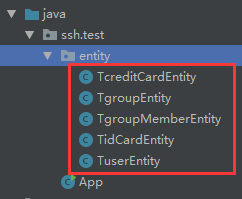 java
ssh.test
entity
TcreditCardEntity
TgroupEntity
TgroupMemberEntity
TidCardEntity
TuserEntity
App